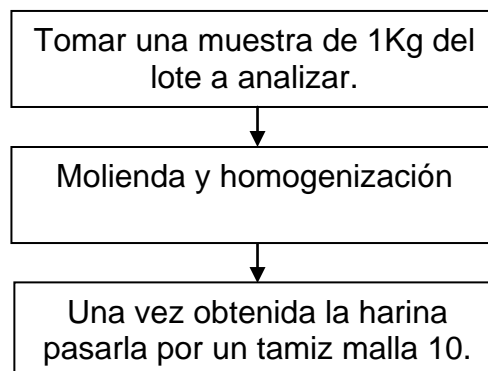 Tomar una muestra de 1Kg del
lote a analizar.
Molienda y homogenización
Una vez obtenida la harina
pasarla por un tamiz malla 10.